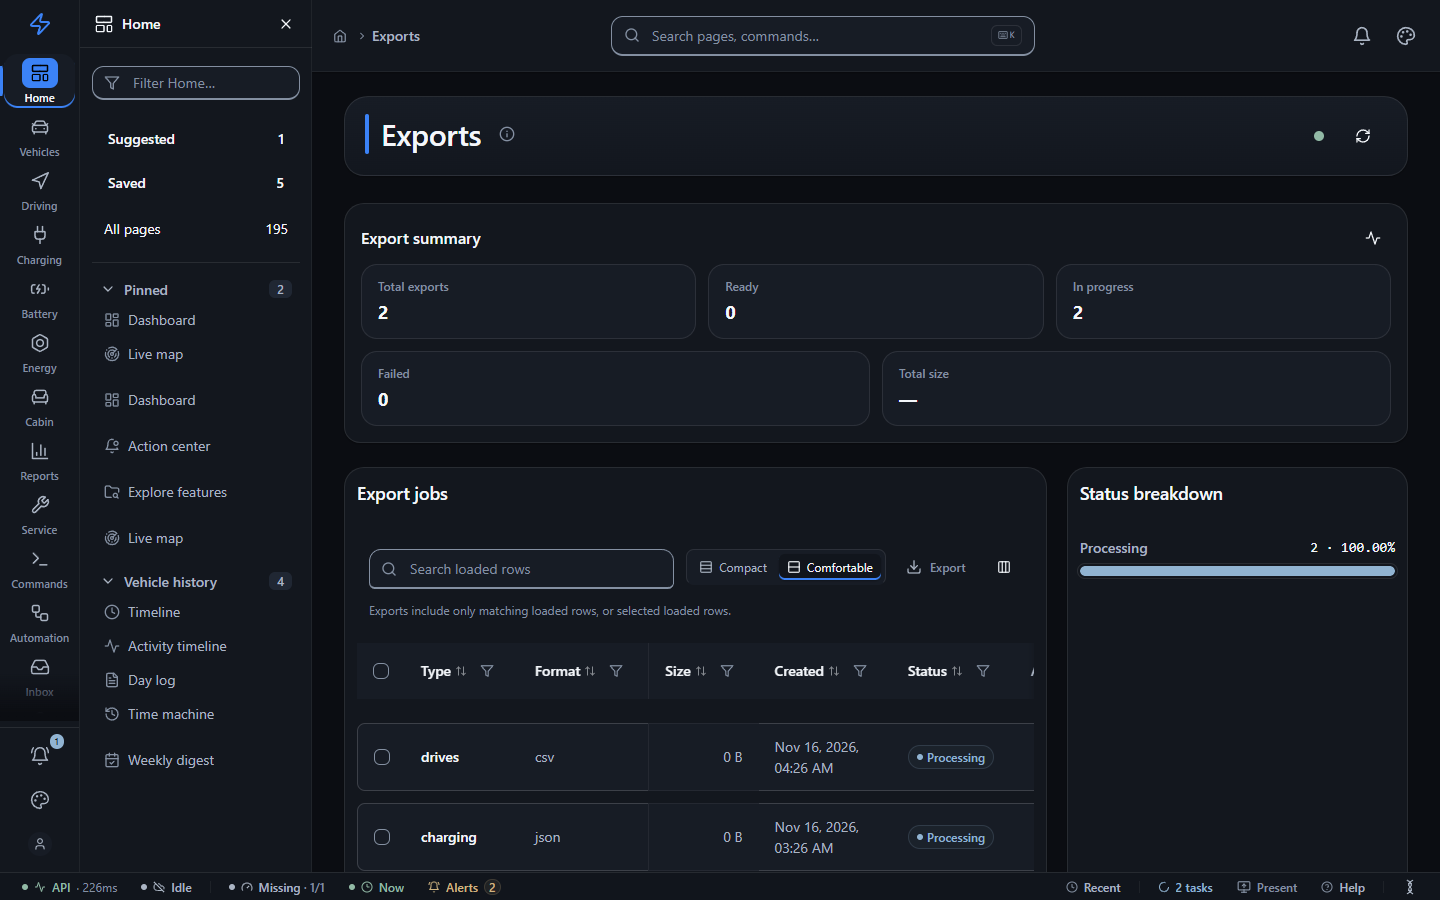 Home
Vehicles
Driving
Charging
Battery
Energy
Cabin
Reports
Service
Commands
Automation
Inbox
1
Home
Filter Home...
Suggested 1
Saved 5
All pages 195
Pinned 2
Dashboard
Live map
Dashboard
Action center
Explore features
Live map
Vehicle history 4
Timeline
Activity timeline
Day log
Time machine
Weekly digest
Exports
Search pages, commands... K
Exports
Export summary
Total exports
2
Ready
0
In progress
2
Failed
0
Total size
—
Export jobs
Search loaded rows
Compact
Comfortable
Export
Exports include only matching loaded rows, or selected loaded rows.
Type Format Size Created Status
drives csv 0 B Nov 16, 2026, 04:26 AM Processing
charging json 0 B Nov 16, 2026, 03:26 AM Processing
Status breakdown
Processing 2 · 100.00%
API · 226ms Idle Missing · 1/1 Now Alerts 2 Recent 2 tasks Present Help